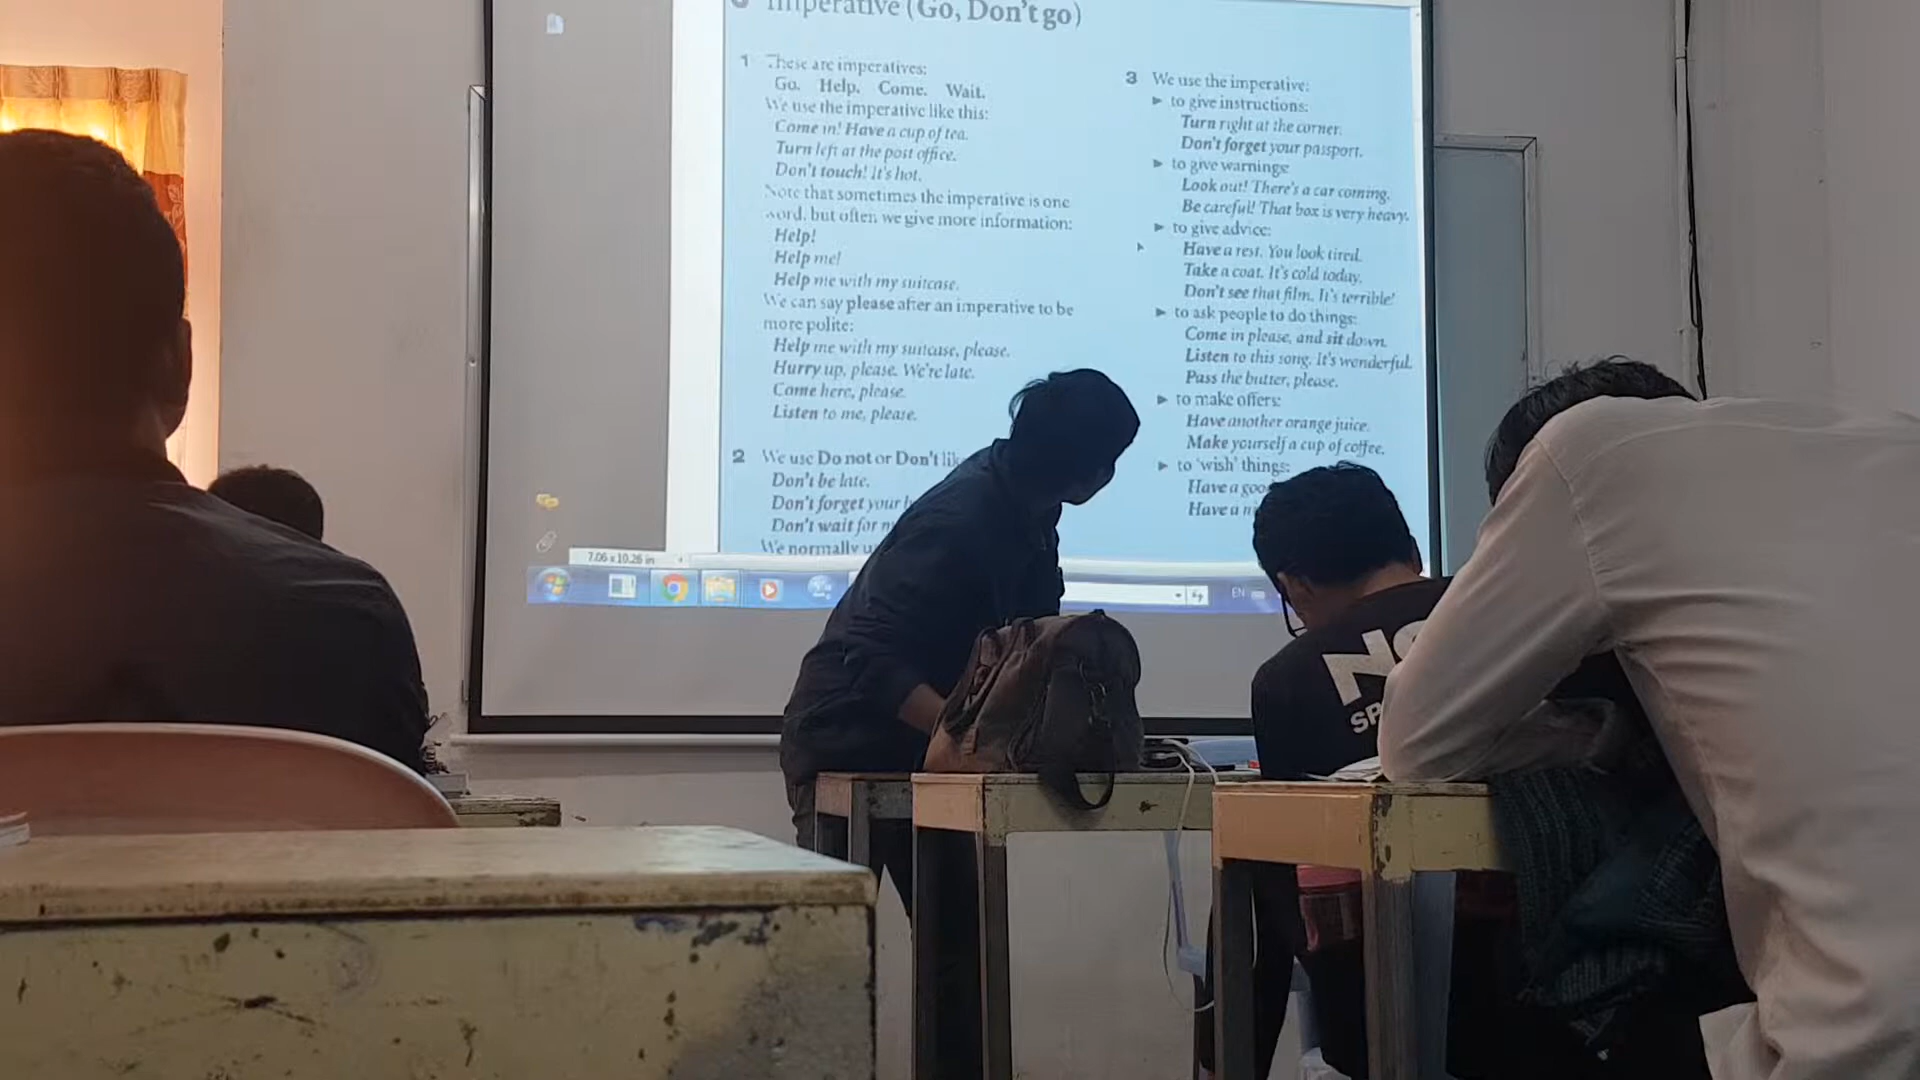 Imperative (Go, Don't go)
1 These are imperatives:
Go. Help. Come. Wait.
We use the imperative like this:
Come in! Have a cup of tea.
Turn left at the post office.
Don't touch! It's hot.
Note that sometimes the imperative is one
word, but often we give more information:
Help!
Help me!
Help me with my suitcase.
We can say please after an imperative to be
more polite:
Help me with my suitcase, please.
Hurry up, please. We're late.
Come here, please.
Listen to me, please.
2 We use Do not or Don't
Don't be late.
Don't forget your
Don't wait for
We normally
3 We use the imperative:
► to give instructions:
Turn right at the corner.
Don't forget your passport.
► to give warnings:
Look out! There's a car coming.
Be careful! That box is very heavy.
► to give advice:
Have a rest. You look tired.
Take a coat. It's cold today.
Don't see that film. It's terrible!
► to ask people to do things:
Come in please, and sit down.
Listen to this song. It's wonderful.
Pass the butter, please.
► to make offers:
Have another orange juice.
Make yourself a cup of coffee.
► to 'wish' things:
Have a
Have a
7.06 x 10.26 in
EN